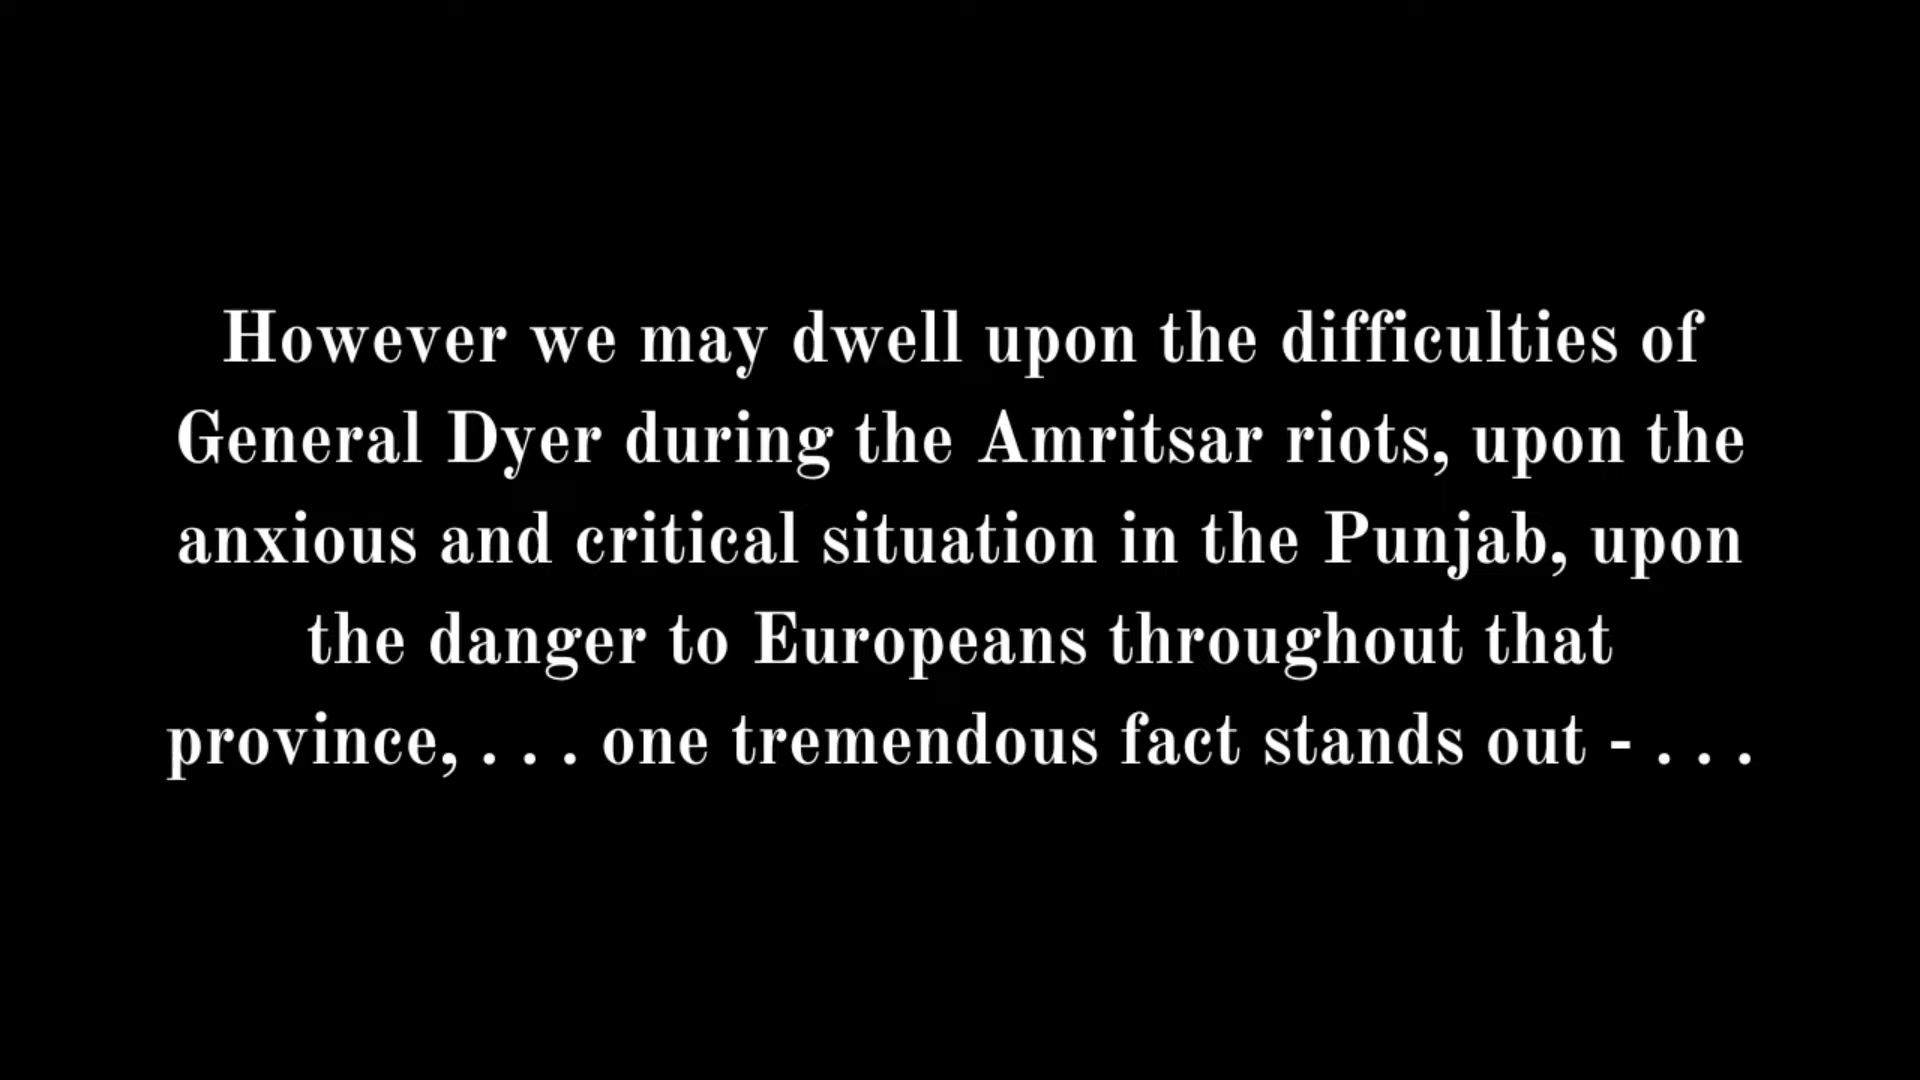 However we may dwell upon the difficulties of
General Dyer during the Amritsar riots, upon the
anxious and critical situation in the Punjab, upon
the danger to Europeans throughout that
province, . . . one tremendous fact stands out - . . .